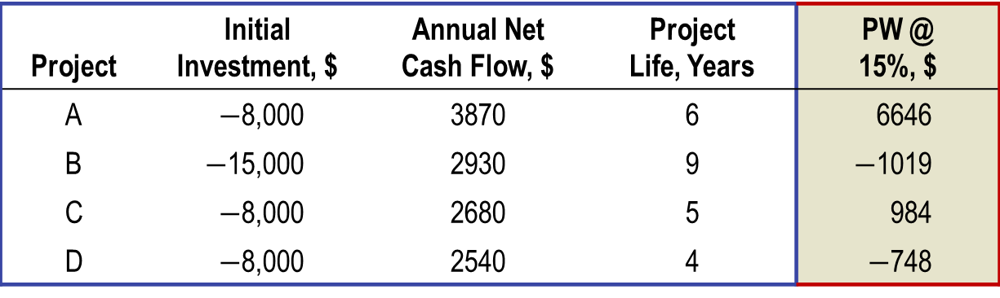 Initial Annual Net Project PW @
Project Investment, $ Cash Flow, $ Life, Years 15%, $
A −8,000 3870 6 6646
B −15,000 2930 9 −1019
C −8,000 2680 5 984
D −8,000 2540 4 −748